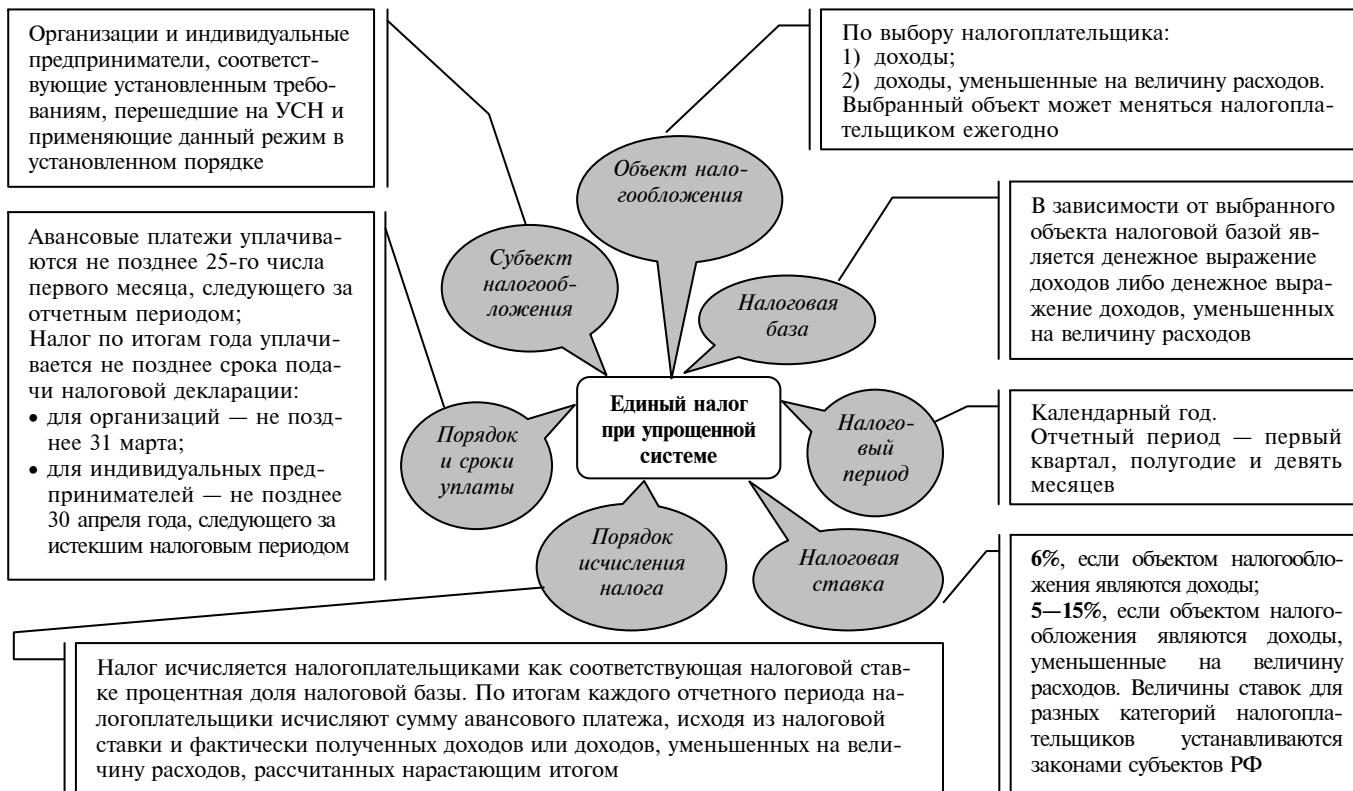 Организации и индивидуальные
предприниматели, соответст-
вующие установленным требо-
ваниям, перешедшие на УСН и
применяющие данный режим в
установленном порядке
По выбору налогоплательщика:
1) доходы;
2) доходы, уменьшенные на величину расходов.
Выбранный объект может меняться налогопла-
тельщиком ежегодно
Объект нало-
гообложения
Субъект
налогооб-
ложения
Налоговая
база
В зависимости от выбранного
объекта налоговой базой яв-
ляется денежное выражение
доходов либо денежное выра-
жение доходов, уменьшенных
на величину расходов
Авансовые платежи уплачива-
ются не позднее 25-го числа
первого месяца, следующего за
отчетным периодом;
Налог по итогам года уплачи-
вается не позднее срока пода-
чи налоговой декларации:
• для организаций — не позд-
нее 31 марта;
• для индивидуальных пред-
принимателей — не позднее
30 апреля года, следующего за
истекшим налоговым периодом
Единый налог
при упрощенной
системе
Порядок
и сроки
уплаты
Нало-
говый
период
Календарный год.
Отчетный период — первый
квартал, полугодие и девять
месяцев
Порядок
исчисления
налога
Налоговая
ставка
6%, если объектом налогообло-
жения являются доходы;
5—15%, если объектом налого-
обложения являются доходы,
уменьшенные на величину
расходов. Величины ставок для
разных категорий налогопла-
тельщиков устанавливаются
законами субъектов РФ
Налог исчисляется налогоплательщиками как соответствующая налоговой став-
ке процентная доля налоговой базы. По итогам каждого отчетного периода на-
логоплательщики исчисляют сумму авансового платежа, исходя из налоговой
ставки и фактически полученных доходов или доходов, уменьшенных на вели-
чину расходов, рассчитанных нарастающим итогом